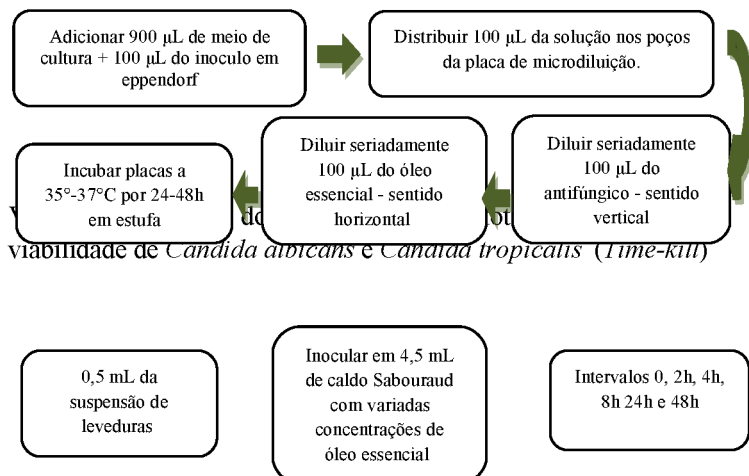 Adicionar 900 µL de meio de
cultura + 100 µL do inoculo em
eppendorf
Distribuir 100 µL da solução nos poços
da placa de microdiluição.
Diluir seriadamente
100 µL do
antifúngico - sentido
vertical
Diluir seriadamente
100 µL do óleo
essencial - sentido
horizontal
Incubar placas a
35°-37°C por 24-48h
em estufa
viabilidade de Candida albicans e Candida tropicalis (Time-kill)
0,5 mL da
suspensão de
leveduras
Inocular em 4,5 mL
de caldo Sabouraud
com variadas
concentrações de
óleo essencial
Intervalos 0, 2h, 4h,
8h 24h e 48h